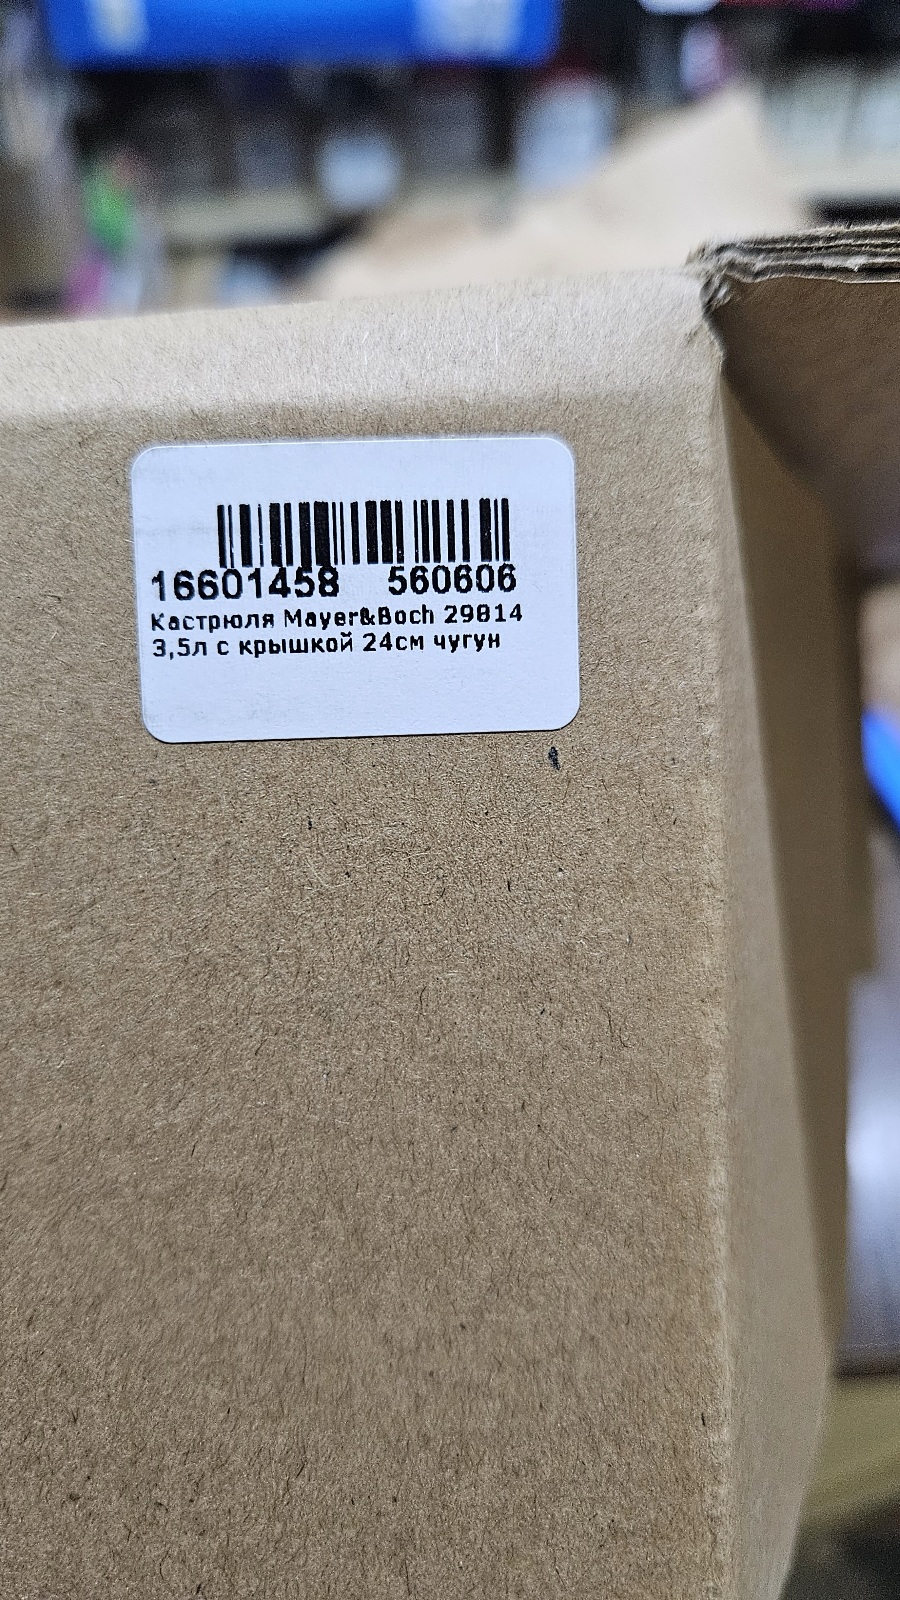 16601458 560606
Кастрюля Mayer&Boch 29814
3,5л с крышкой 24см чугун